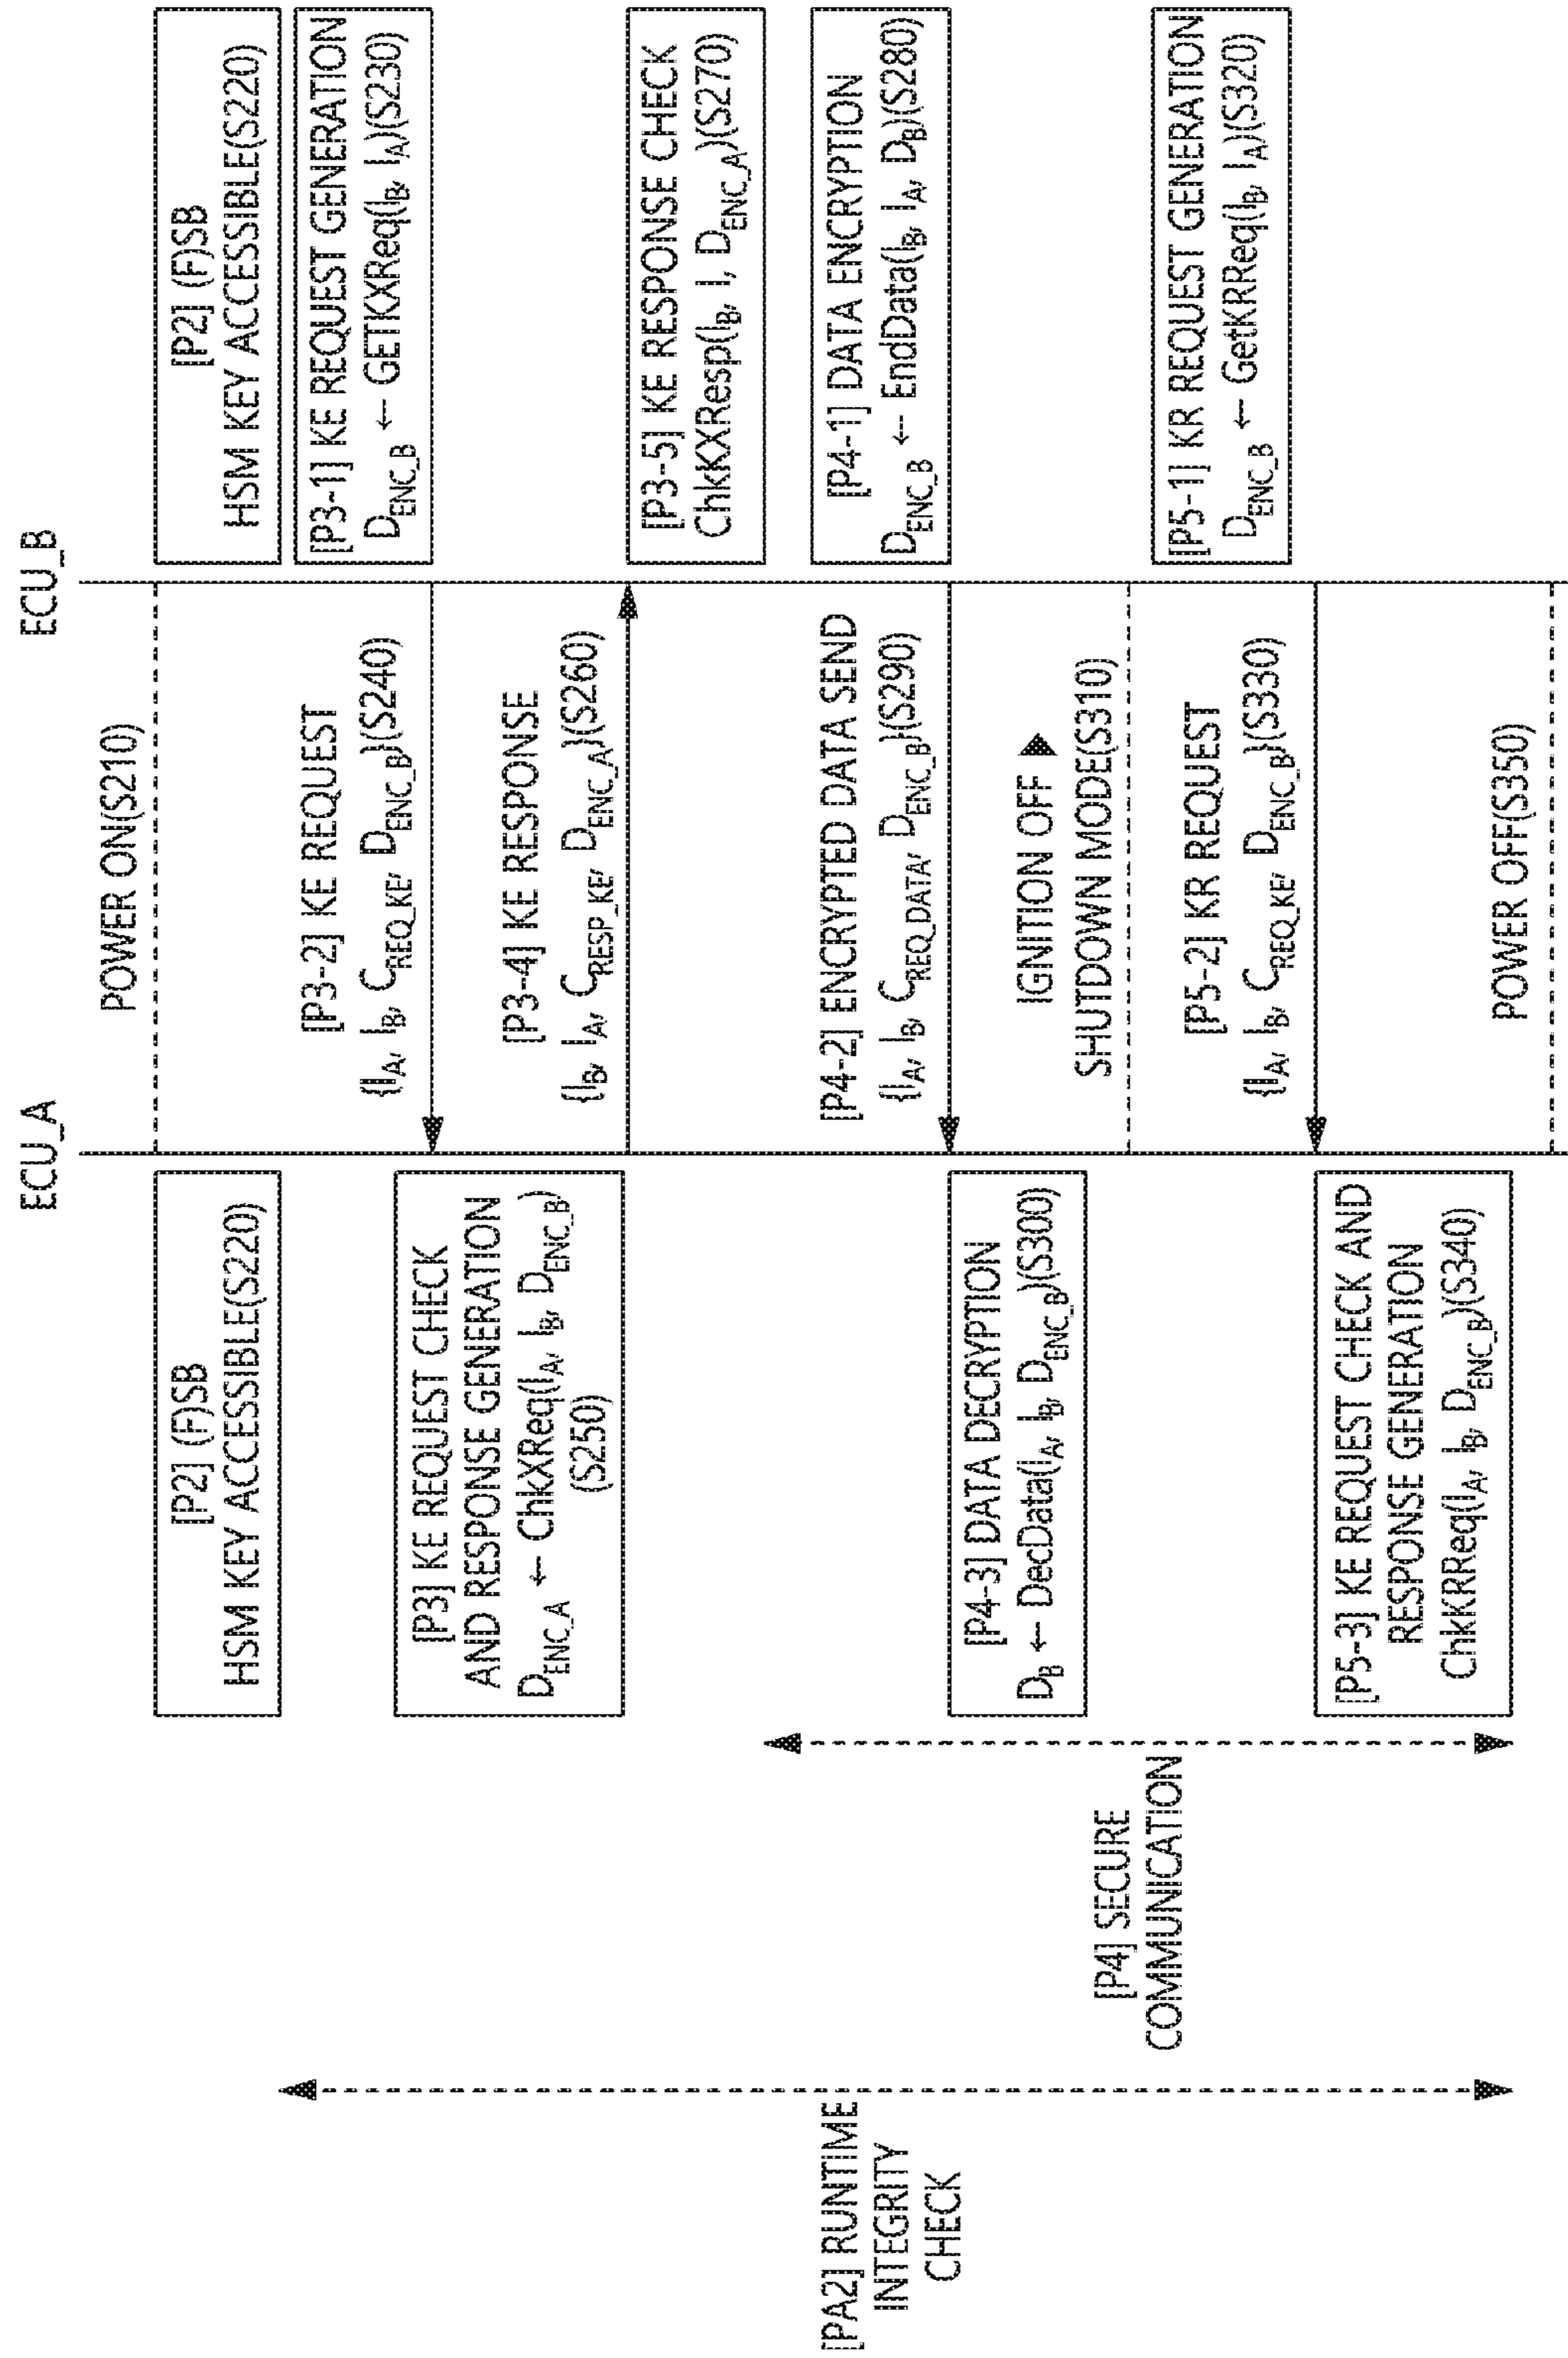 ECU_A
ECU_B
POWER ON(S210)
[P2] (F)SB
HSM KEY ACCESSIBLE(S220)
[P2] (F)SB
HSM KEY ACCESSIBLE(S220)
[P3-1] KE REQUEST GENERATION
D_ENC_B ← GETKXReq(I_B, I_A)(S230)
[P3-2] KE REQUEST
{I_A, I_B, C_REQ_KE, D_ENC_B}(S240)
[P3] KE REQUEST CHECK
AND RESPONSE GENERATION
D_ENC_A ← ChkXReq(I_A, I_B, D_ENC_B)
(S250)
[P3-4] KE RESPONSE
{I_B, I_A, C_RESP_KE, D_ENC_A}(S260)
[P3-5] KE RESPONSE CHECK
ChkKXResp(I_B, I, D_ENC_A)(S270)
[P4-1] DATA ENCRYPTION
D_ENC_B ← EndData(I_B, I_A, D_B)(S280)
[P4-2] ENCRYPTED DATA SEND
{I_A, I_B, C_REQ_DATA, D_ENC_B}(S290)
[P4-3] DATA DECRYPTION
D_B ← DecData(I_A, I_B, D_ENC_B)(S300)
IGNITION OFF ▶
SHUTDOWN MODE(S310)
[P5-1] KR REQUEST GENERATION
D_ENC_B ← GetKRReq(I_B, I_A)(S320)
[P5-2] KR REQUEST
{I_A, I_B, C_REQ_KE, D_ENC_B}(S330)
[P5-3] KE REQUEST CHECK AND
RESPONSE GENERATION
ChkKRReq(I_A, I_B, D_ENC_B)(S340)
POWER OFF(S350)
[P4] SECURE
COMMUNICATION
[PA2] RUNTIME
INTEGRITY
CHECK